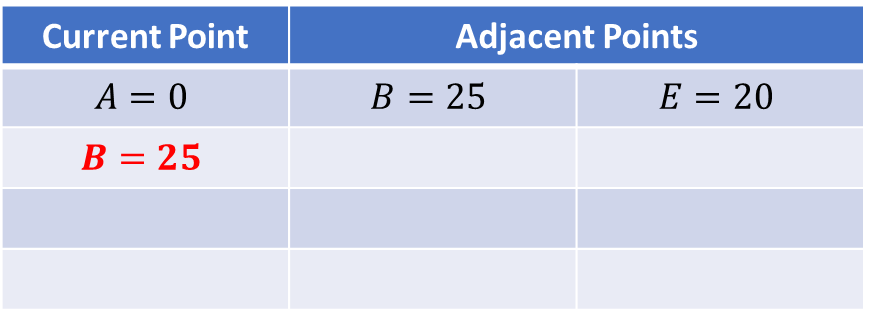 Current Point Adjacent Points
A = 0 B = 25 E = 20
B = 25